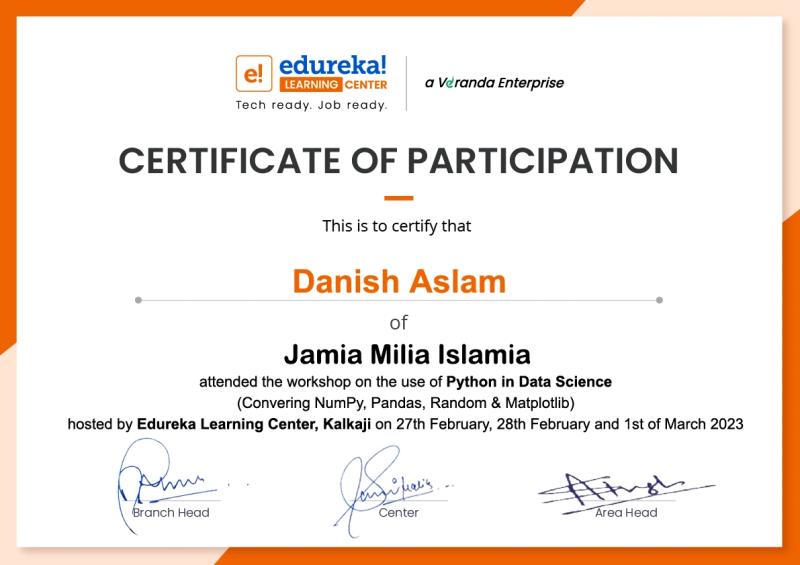 e! edureka!
LEARNING CENTER
Tech ready. Job ready.
a Veranda Enterprise
CERTIFICATE OF PARTICIPATION
This is to certify that
Danish Aslam
of
Jamia Milia Islamia
attended the workshop on the use of Python in Data Science
(Convering NumPy, Pandas, Random & Matplotlib)
hosted by Edureka Learning Center, Kalkaji on 27th February, 28th February and 1st of March 2023
Branch Head
Center
Area Head